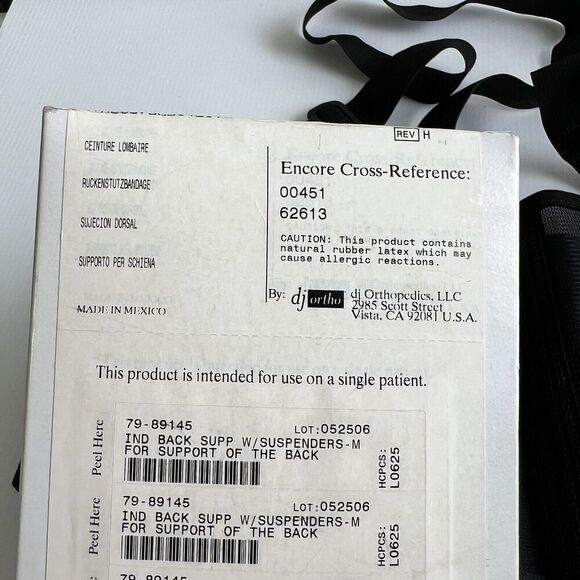 REV H
CEINTURE LOMBAIRE
RUCKENSTUTZBANDAGE
SUJECION DORSAL
SUPPORTO PER SCHIENA
MADE IN MEXICO
Encore Cross-Reference:
00451
62613
CAUTION: This product contains
natural rubber latex which may
cause allergic reactions.
By: dj ortho dj Orthopedics, LLC
2985 Scott Street
Vista, CA 92081 U.S.A.
This product is intended for use on a single patient.
Peel Here
79-89145 LOT:052506
IND BACK SUPP W/SUSPENDERS-M
FOR SUPPORT OF THE BACK
HCPCS:
L0625
Peel Here
79-89145 LOT:052506
IND BACK SUPP W/SUSPENDERS-M
FOR SUPPORT OF THE BACK
HCPCS:
L0625
79-89145